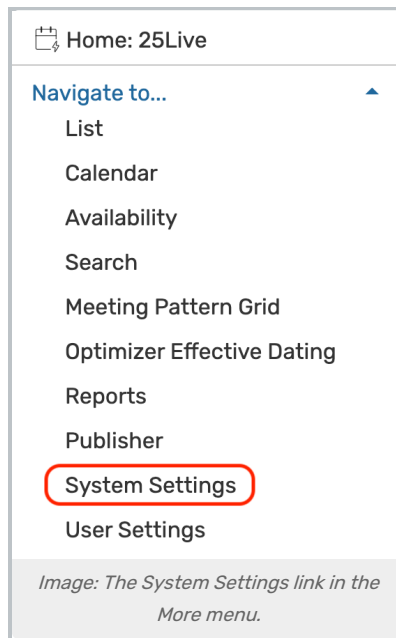 Home: 25Live
Navigate to...
List
Calendar
Availability
Search
Meeting Pattern Grid
Optimizer Effective Dating
Reports
Publisher
System Settings
User Settings
Image: The System Settings link in the
More menu.